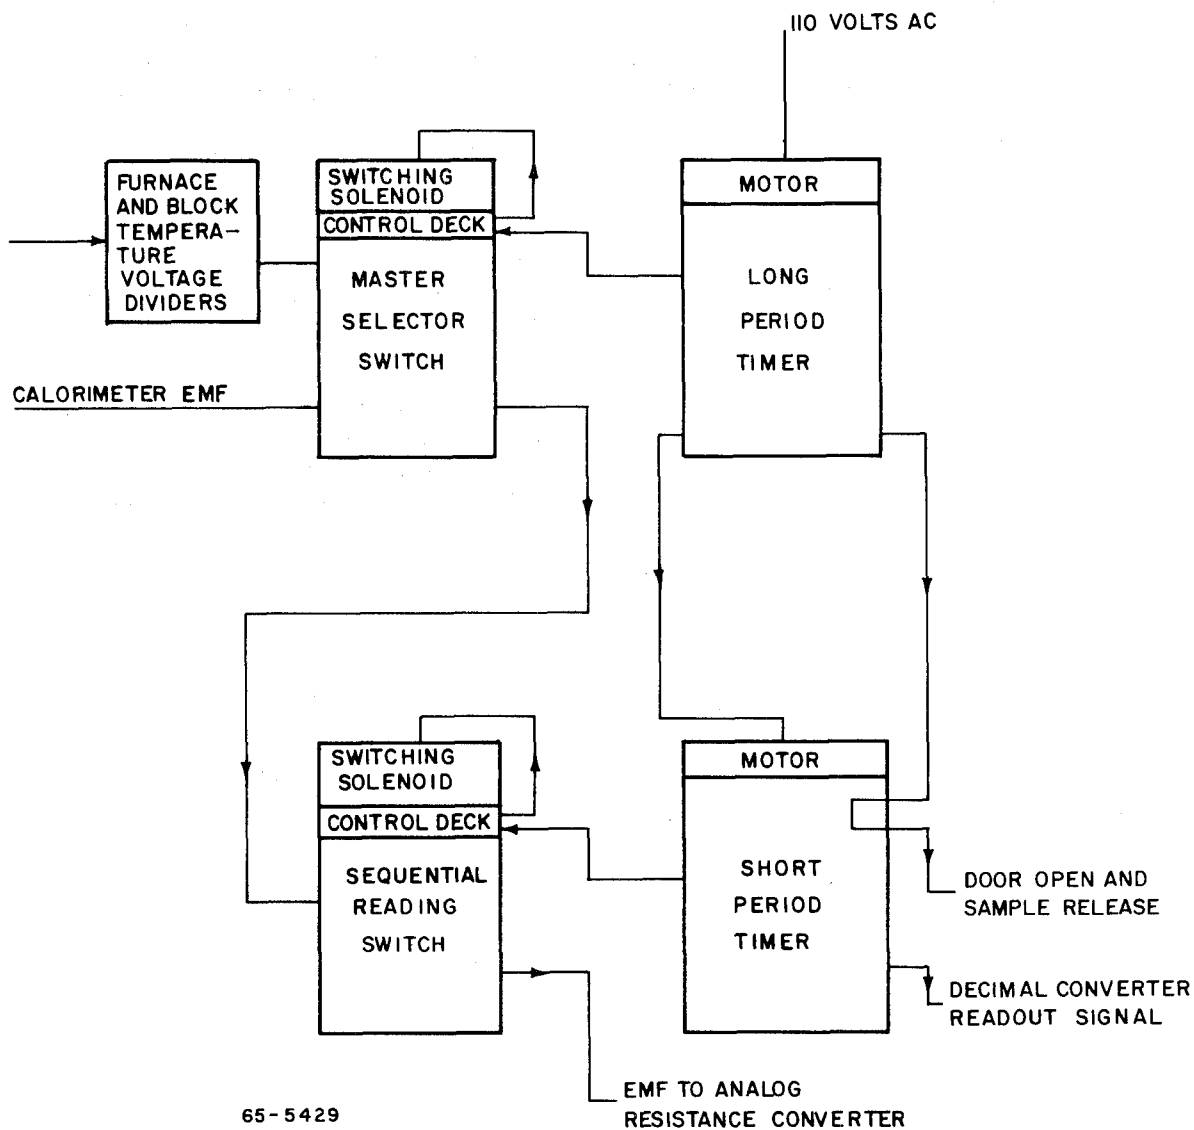 110 VOLTS AC
FURNACE
AND BLOCK
TEMPERA-
TURE
VOLTAGE
DIVIDERS
SWITCHING
SOLENOID
CONTROL DECK
MASTER
SELECTOR
SWITCH
MOTOR
LONG
PERIOD
TIMER
CALORIMETER EMF
SWITCHING
SOLENOID
CONTROL DECK
SEQUENTIAL
READING
SWITCH
MOTOR
SHORT
PERIOD
TIMER
DOOR OPEN AND
SAMPLE RELEASE
DECIMAL CONVERTER
READOUT SIGNAL
EMF TO ANALOG
RESISTANCE CONVERTER
65-5429